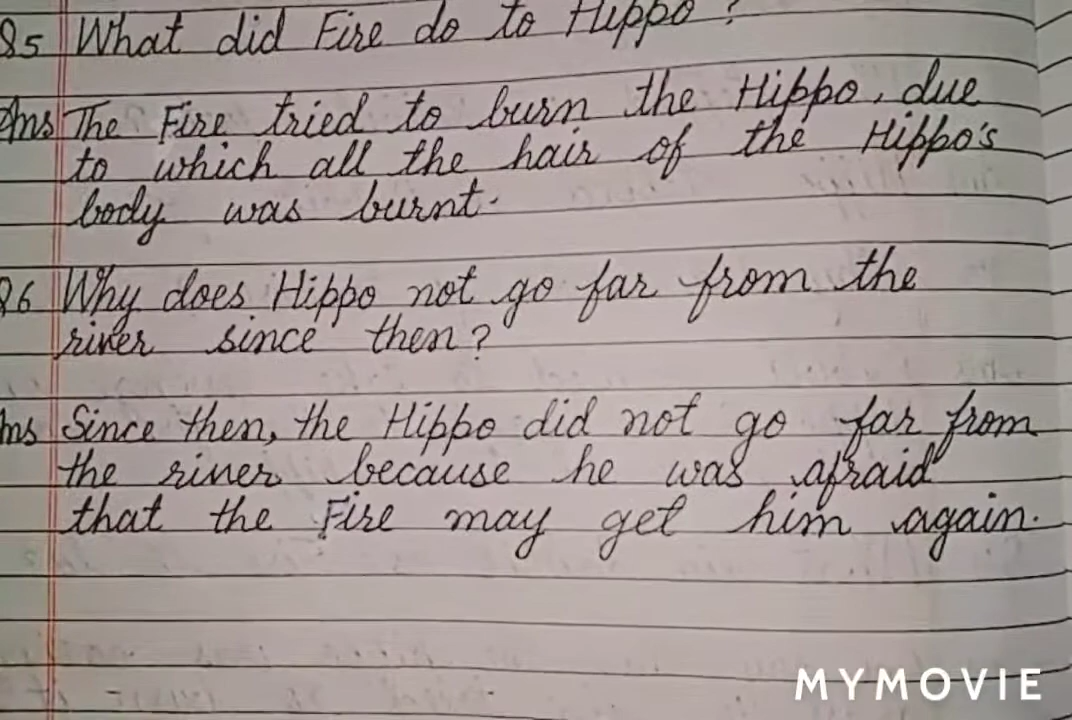 Q5 What did Fire do to Hippo ?
Ans The Fire tried to burn the Hippo, due
to which all the hair of the Hippo's
body was burnt.
Q6 Why does Hippo not go far from the
river since then?
Ans Since then, the Hippo did not go far from
the river because he was afraid
that the Fire may get him again.
MYMOVIE